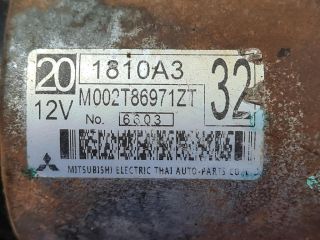 20 1810A3 32
12V M002T86971ZT
No. 6603
MITSUBISHI ELECTRIC THAI AUTO-PARTS CO.,